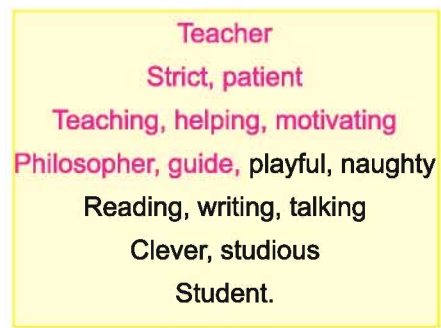 Teacher
Strict, patient
Teaching, helping, motivating
Philosopher, guide, playful, naughty
Reading, writing, talking
Clever, studious
Student.